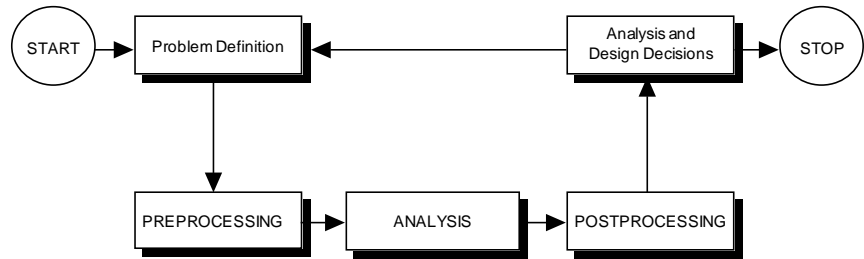 START
Problem Definition
Analysis and
Design Decisions
STOP
PREPROCESSING
ANALYSIS
POSTPROCESSING